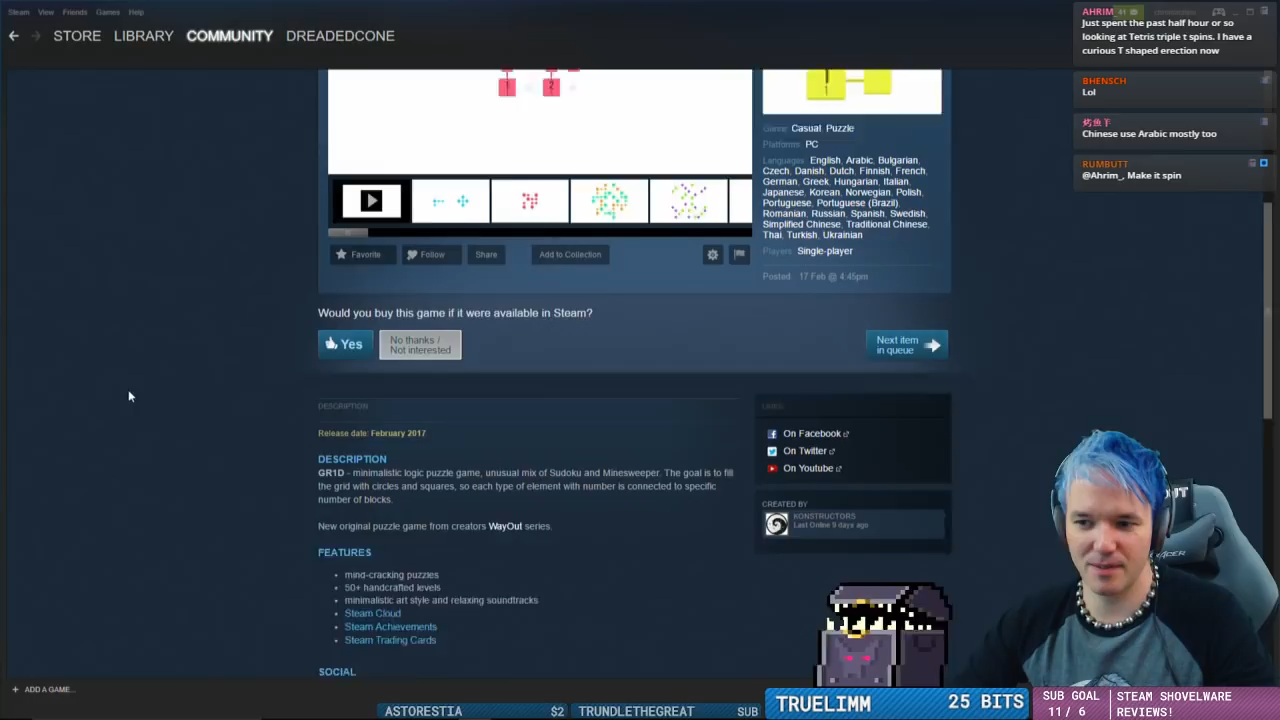 Steam View Friends Games Help
STORE LIBRARY COMMUNITY DREADEDCONE
AHRIM
Just spent the past half hour or so
looking at Tetris triple t spins. I have a
curious T shaped erection now
BHENSCH
Lol
烤鱼手
Chinese use Arabic mostly too
RUMBUTT
@Ahrim_, Make it spin
1 2
1
Game: Casual, Puzzle
Platforms: PC
Languages: English, Arabic, Bulgarian,
Czech, Danish, Dutch, Finnish, French,
German, Greek, Hungarian, Italian,
Japanese, Korean, Norwegian, Polish,
Portuguese, Portuguese (Brazil),
Romanian, Russian, Spanish, Swedish,
Simplified Chinese, Traditional Chinese,
Thai, Turkish, Ukrainian
Players: Single-player
Posted 17 Feb @ 4:45pm
Favorite Follow Share Add to Collection
Would you buy this game if it were available in Steam?
Yes
No thanks /
Not interested
Next item
in queue
DESCRIPTION
Release date: February 2017
DESCRIPTION
GR1D - minimalistic logic puzzle game, unusual mix of Sudoku and Minesweeper. The goal is to fill
the grid with circles and squares, so each type of element with number is connected to specific
number of blocks.
New original puzzle game from creators WayOut series.
FEATURES
mind-cracking puzzles
50+ handcrafted levels
minimalistic art style and relaxing soundtracks
Steam Cloud
Steam Achievements
Steam Trading Cards
SOCIAL
LINKS
On Facebook
On Twitter
On Youtube
CREATED BY
KONSTRUCTORS
Last Online 9 days ago
+ ADD A GAME...
ASTORESTIA $2 TRUNDLETHEGREAT SUB
TRUELIMM 25 BITS
SUB GOAL
11 / 6
STEAM SHOVELWARE
REVIEWS!